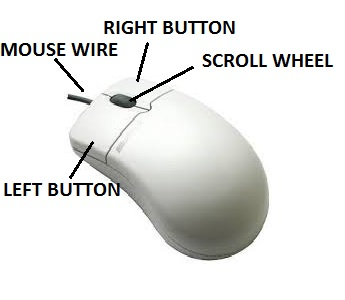 RIGHT BUTTON
MOUSE WIRE
SCROLL WHEEL
LEFT BUTTON